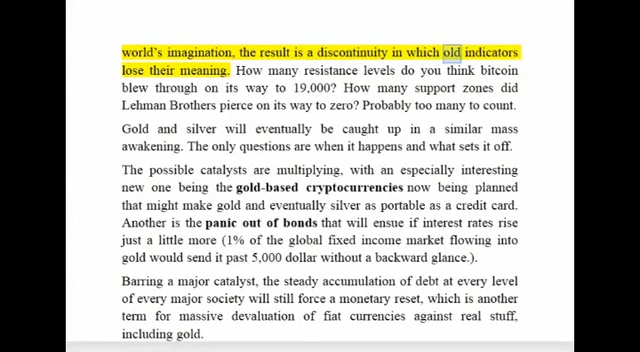 world's imagination, the result is a discontinuity in which old indicators
lose their meaning. How many resistance levels do you think bitcoin
blew through on its way to 19,000? How many support zones did
Lehman Brothers pierce on its way to zero? Probably too many to count.
Gold and silver will eventually be caught up in a similar mass
awakening. The only questions are when it happens and what sets it off.
The possible catalysts are multiplying, with an especially interesting
new one being the gold-based cryptocurrencies now being planned
that might make gold and eventually silver as portable as a credit card.
Another is the panic out of bonds that will ensue if interest rates rise
just a little more (1% of the global fixed income market flowing into
gold would send it past 5,000 dollar without a backward glance.).
Barring a major catalyst, the steady accumulation of debt at every level
of every major society will still force a monetary reset, which is another
term for massive devaluation of fiat currencies against real stuff,
including gold.